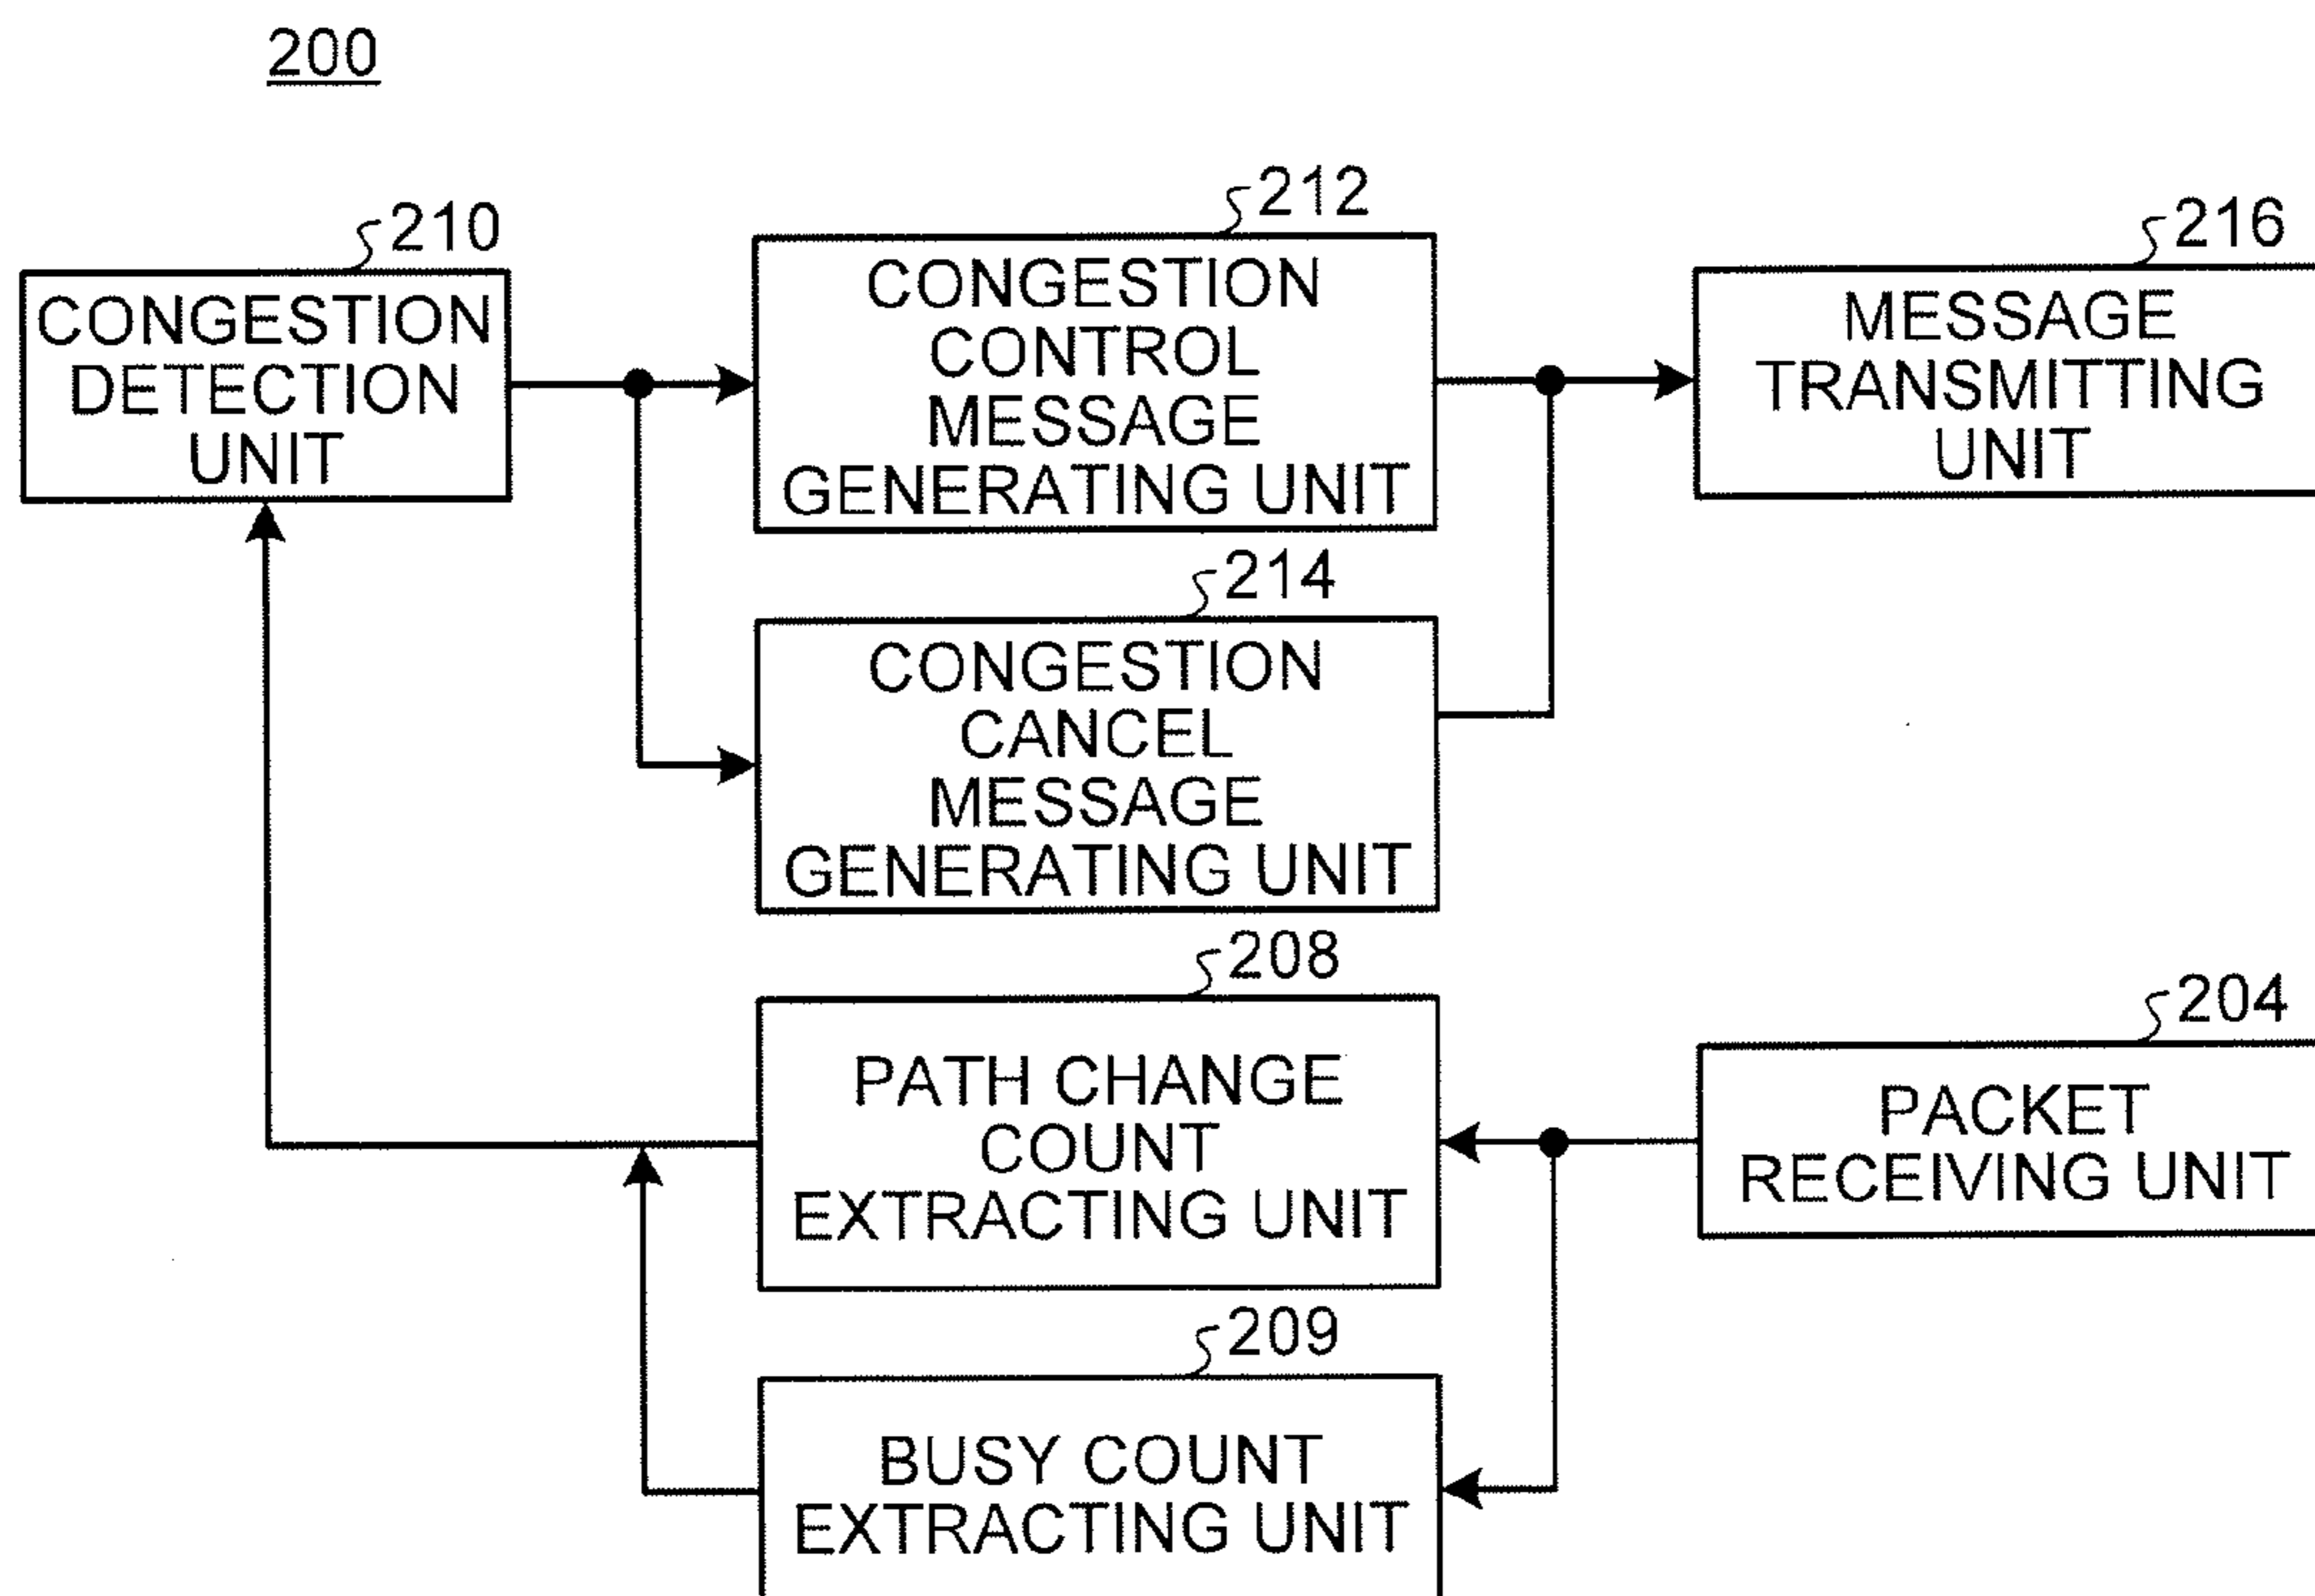 200
210
CONGESTION
DETECTION
UNIT
212
CONGESTION
CONTROL
MESSAGE
GENERATING UNIT
216
MESSAGE
TRANSMITTING
UNIT
214
CONGESTION
CANCEL
MESSAGE
GENERATING UNIT
208
PATH CHANGE
COUNT
EXTRACTING UNIT
204
PACKET
RECEIVING UNIT
209
BUSY COUNT
EXTRACTING UNIT